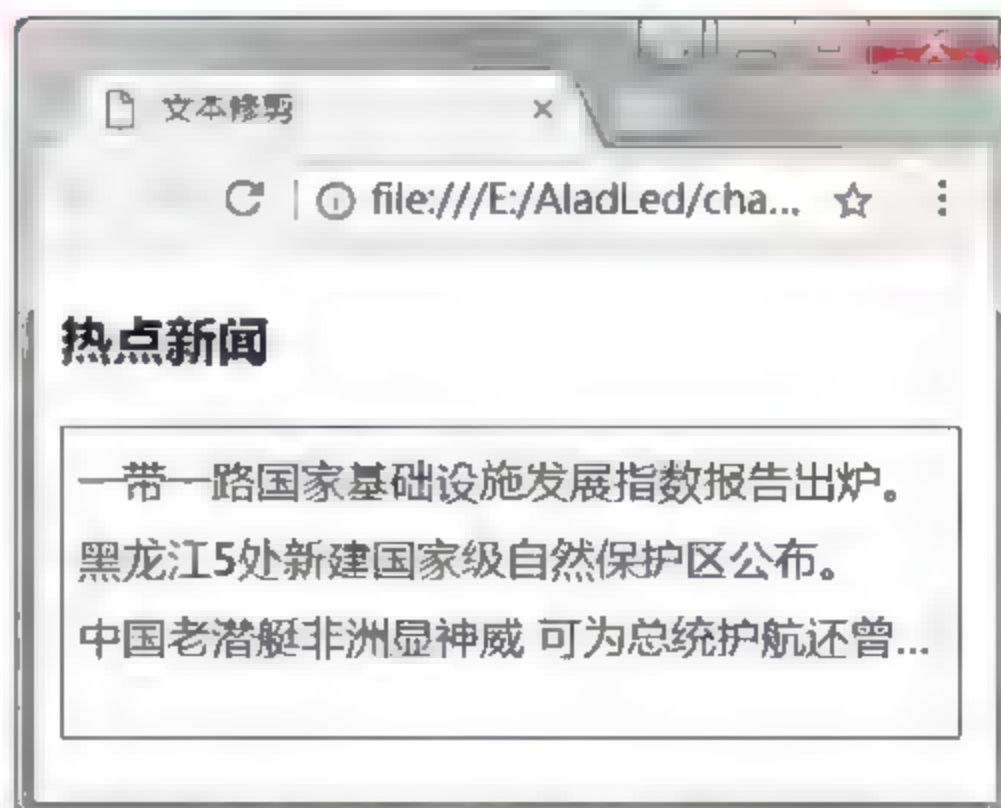 文本修剪
file:///E:/AladLed/cha...
热点新闻
一带一路国家基础设施发展指数报告出炉。
黑龙江5处新建国家级自然保护区公布。
中国老潜艇非洲显神威 可为总统护航还曾...